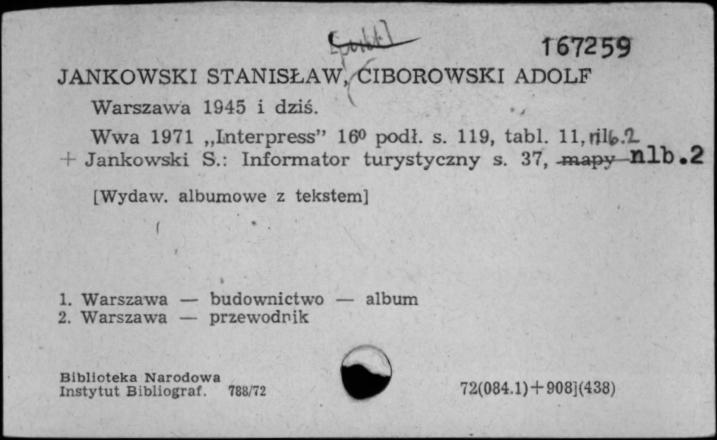 167259
JANKOWSKI STANISŁAW, CIBOROWSKI ADOLF
Warszawa 1945 i dziś.
Wwa 1971 „Interpress” 16⁰ podł. s. 119, tabl. 11, nlb.2
+ Jankowski S.: Informator turystyczny s. 37, mapy nlb.2
[Wydaw. albumowe z tekstem]
1. Warszawa — budownictwo — album
2. Warszawa — przewodnik
Biblioteka Narodowa
Instytut Bibliograf. 788/72
72(084.1)+908](438)